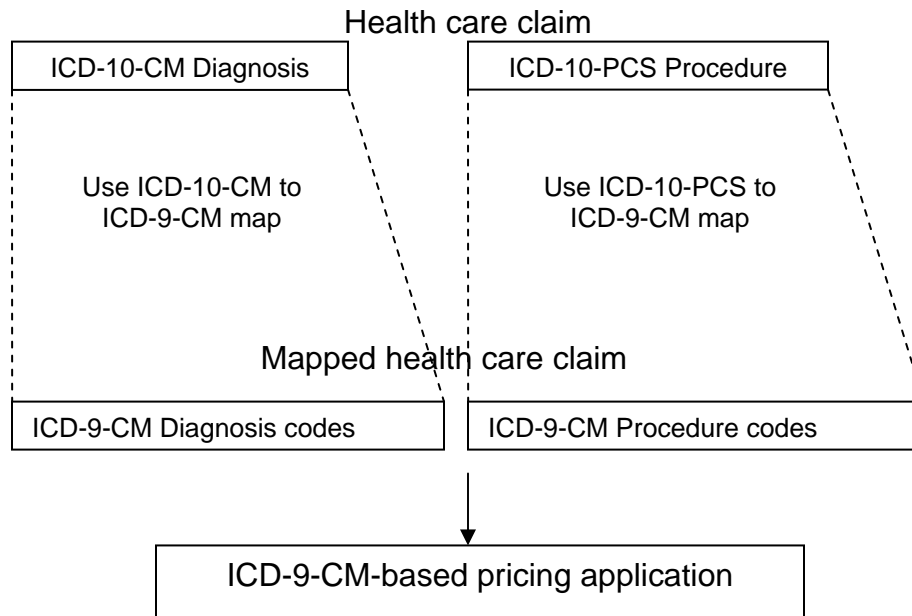 Health care claim
ICD-10-CM Diagnosis
ICD-10-PCS Procedure
Use ICD-10-CM to
ICD-9-CM map
Use ICD-10-PCS to
ICD-9-CM map
Mapped health care claim
ICD-9-CM Diagnosis codes
ICD-9-CM Procedure codes
ICD-9-CM-based pricing application